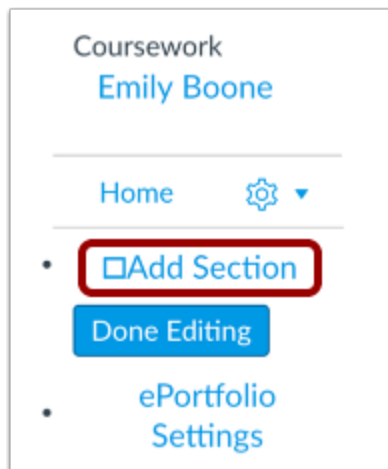 Coursework
Emily Boone
Home
Add Section
Done Editing
ePortfolio
Settings